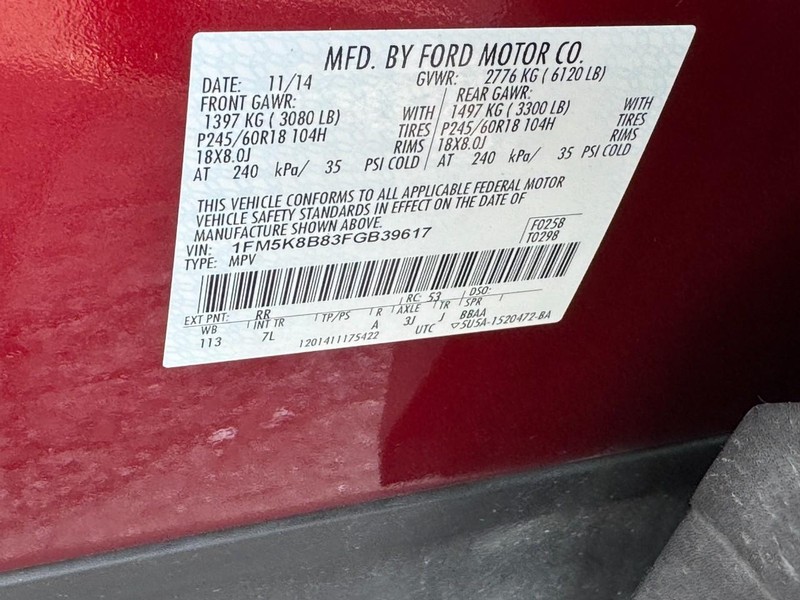 MFD. BY FORD MOTOR CO.
DATE: 11/14 GVWR: 2776 KG ( 6120 LB)
FRONT GAWR: REAR GAWR:
1397 KG ( 3080 LB) WITH 1497 KG ( 3300 LB) WITH
P245/60R18 104H TIRES P245/60R18 104H TIRES
18X8.0J RIMS 18X8.0J RIMS
AT 240 kPa/ 35 PSI COLD AT 240 kPa/ 35 PSI COLD
THIS VEHICLE CONFORMS TO ALL APPLICABLE FEDERAL MOTOR
VEHICLE SAFETY STANDARDS IN EFFECT ON THE DATE OF
MANUFACTURE SHOWN ABOVE.
VIN: 1FM5K8B83FGB39617 F0258
TYPE: MPV T0298
EXT PNT: RR RC: 53 DSO:
WB INT TR TP/PS R AXLE TR SPR
113 7L A 3J J BBAA
1201411175422 UTC ▽5U5A-1520472-BA